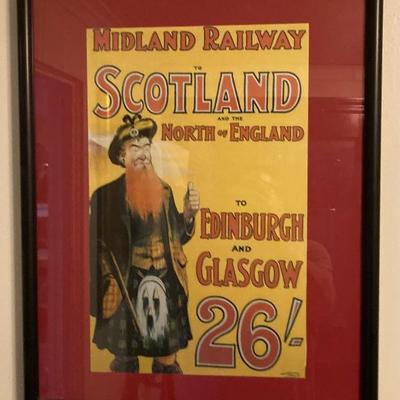 MIDLAND RAILWAY
TO
SCOTLAND
AND THE
NORTH OF ENGLAND
TO
EDINBURGH
AND
GLASGOW
26/-